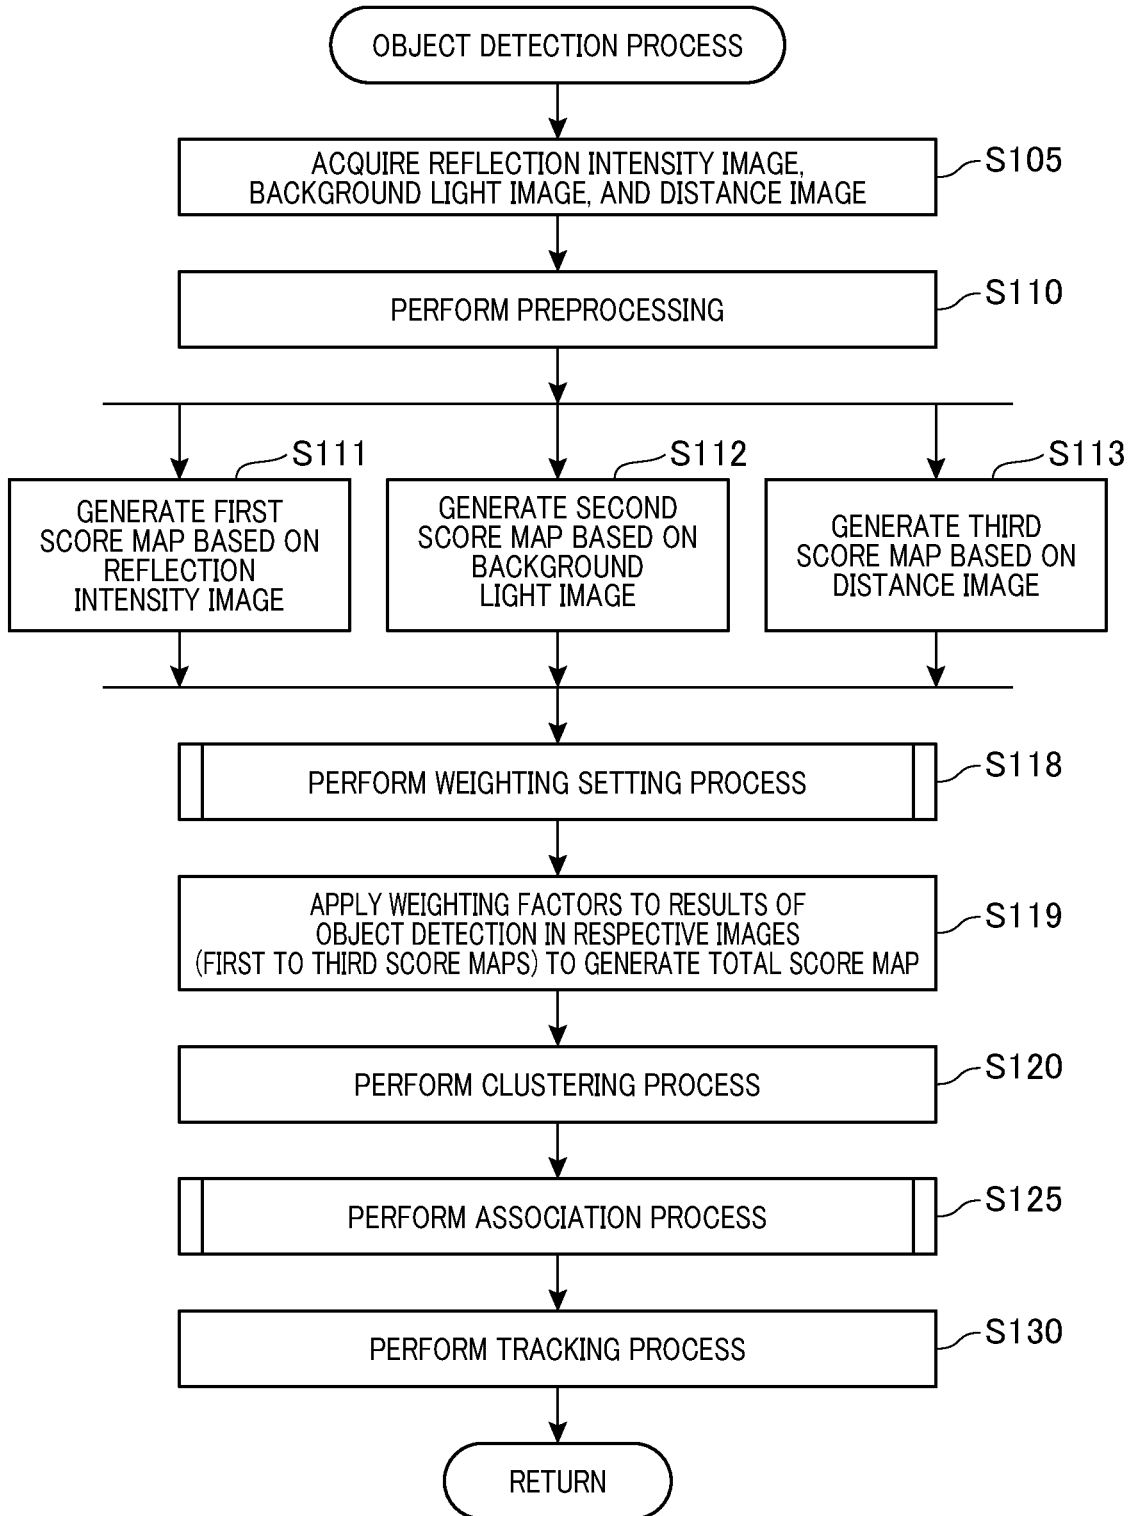 OBJECT DETECTION PROCESS
ACQUIRE REFLECTION INTENSITY IMAGE,
BACKGROUND LIGHT IMAGE, AND DISTANCE IMAGE
S105
PERFORM PREPROCESSING
S110
S111
GENERATE FIRST
SCORE MAP BASED ON
REFLECTION
INTENSITY IMAGE
S112
GENERATE SECOND
SCORE MAP BASED ON
BACKGROUND
LIGHT IMAGE
S113
GENERATE THIRD
SCORE MAP BASED ON
DISTANCE IMAGE
PERFORM WEIGHTING SETTING PROCESS
S118
APPLY WEIGHTING FACTORS TO RESULTS OF
OBJECT DETECTION IN RESPECTIVE IMAGES
(FIRST TO THIRD SCORE MAPS) TO GENERATE TOTAL SCORE MAP
S119
PERFORM CLUSTERING PROCESS
S120
PERFORM ASSOCIATION PROCESS
S125
PERFORM TRACKING PROCESS
S130
RETURN